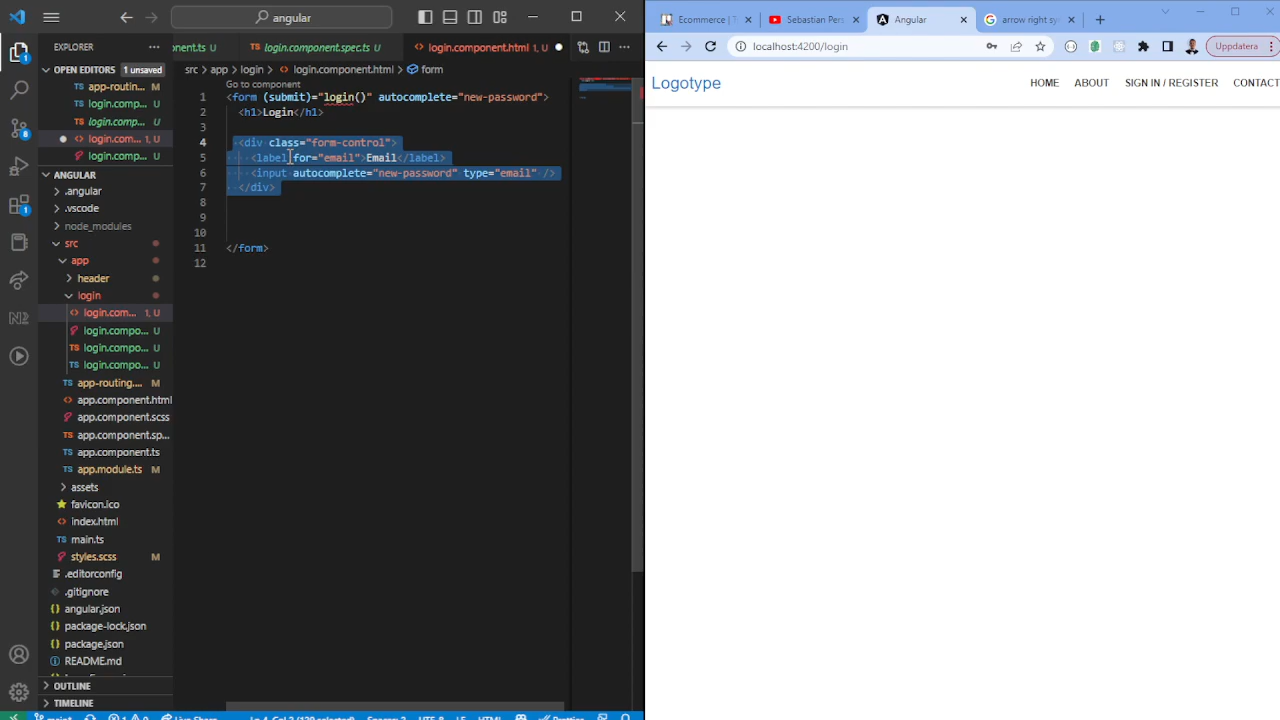 angular
EXPLORER
OPEN EDITORS 1 unsaved
app-routin... M
login.comp... U
login.comp... U
login.com... 1, U
login.comp... U
ANGULAR
.angular
.vscode
node_modules
src
app
header
login
login.com... 1, U
login.compo... U
login.compo... U
login.compo... U
app-routing.... M
app.component.html
app.component.scss
app.component.sp...
app.component.ts
app.module.ts M
assets
favicon.ico
index.html
main.ts
styles.scss M
.editorconfig
.gitignore
angular.json
package-lock.json
package.json
README.md
OUTLINE
TIMELINE
ponent.ts U login.component.spec.ts U login.component.html 1, U
src > app > login > login.component.html > form
Go to component
1 <form (submit)="login()" autocomplete="new-password">
2 <h1>Login</h1>
3
4 <div class="form-control">
5 <label for="email">Email</label>
6 <input autocomplete="new-password" type="email" />
7 </div>
8
9
10
11 </form>
12
Ecommerce | T Sebastian Pers Angular arrow right sy
localhost:4200/login Uppdatera
Logotype HOME ABOUT SIGN IN / REGISTER CONTACT